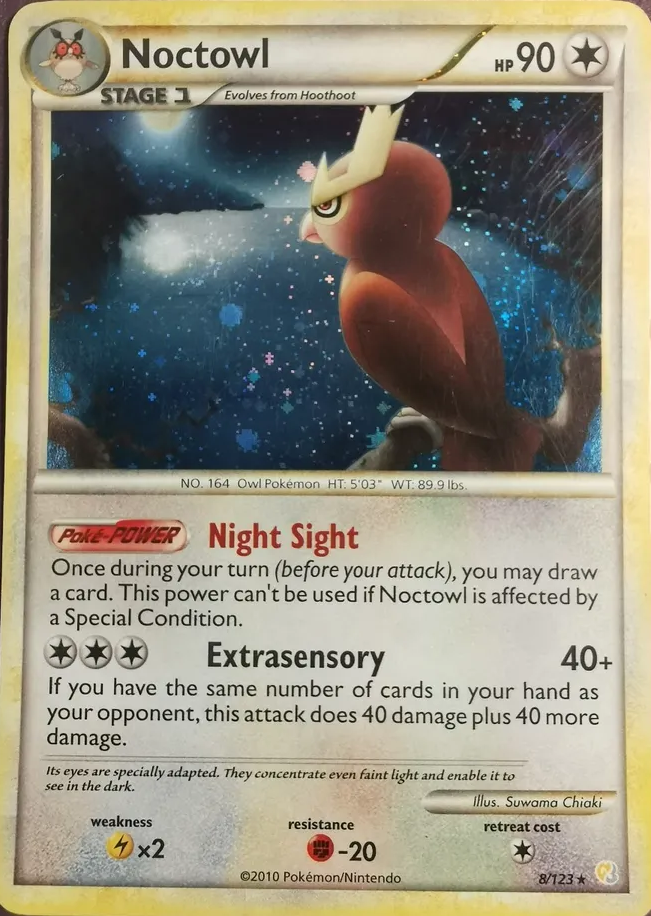 Noctowl HP 90
STAGE 1 Evolves from Hoothoot
NO. 164 Owl Pokémon HT: 5'03" WT: 89.9 lbs.
Poké-POWER Night Sight
Once during your turn (before your attack), you may draw
a card. This power can't be used if Noctowl is affected by
a Special Condition.
Extrasensory 40+
If you have the same number of cards in your hand as
your opponent, this attack does 40 damage plus 40 more
damage.
Its eyes are specially adapted. They concentrate even faint light and enable it to
see in the dark.
Illus. Suwama Chiaki
weakness resistance retreat cost
x2 -20
©2010 Pokémon/Nintendo 8/123 ★